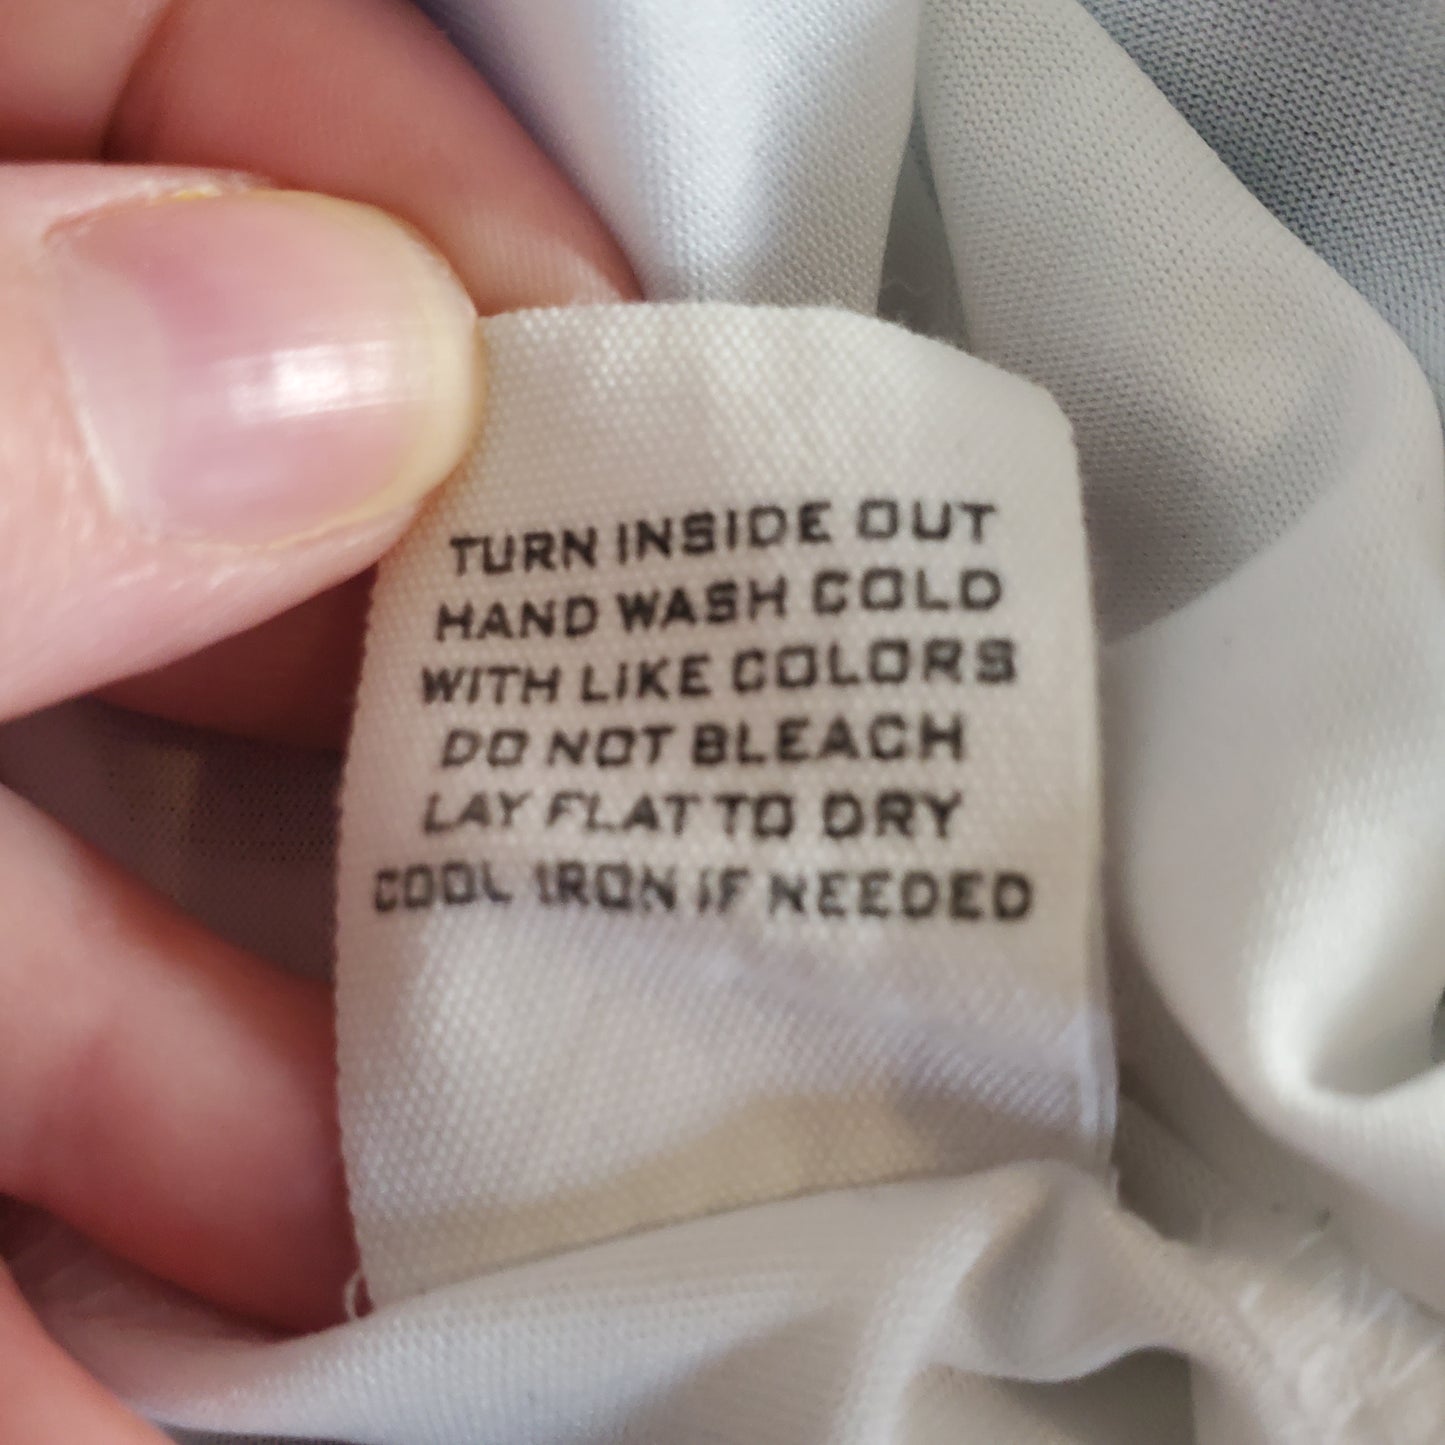 TURN INSIDE OUT
HAND WASH COLD
WITH LIKE COLORS
DO NOT BLEACH
LAY FLAT TO DRY
COOL IRON IF NEEDED